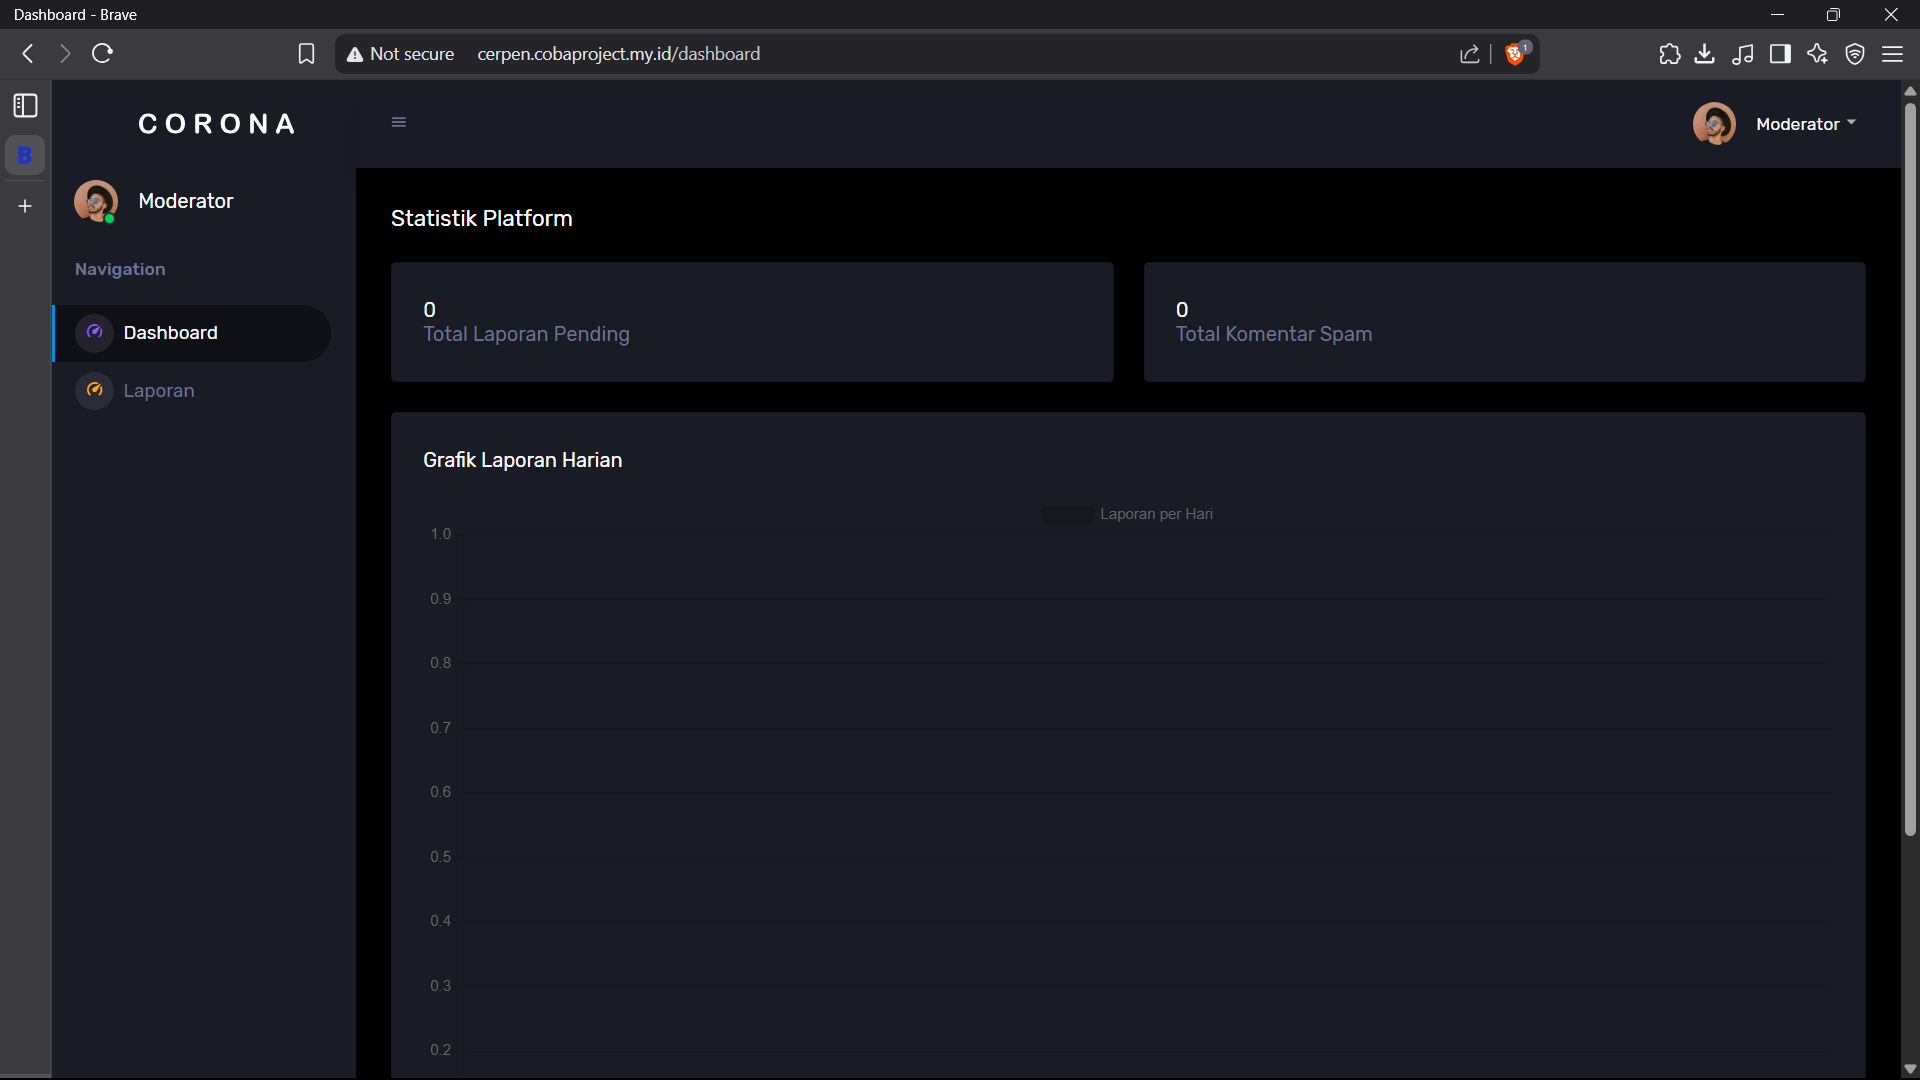 Dashboard - Brave
Not secure cerpen.cobaproject.my.id/dashboard
1
B
CORONA
Moderator
Moderator
Navigation
Dashboard
Laporan
Statistik Platform
0
Total Laporan Pending
0
Total Komentar Spam
Grafik Laporan Harian
Laporan per Hari
1.0
0.9
0.8
0.7
0.6
0.5
0.4
0.3
0.2